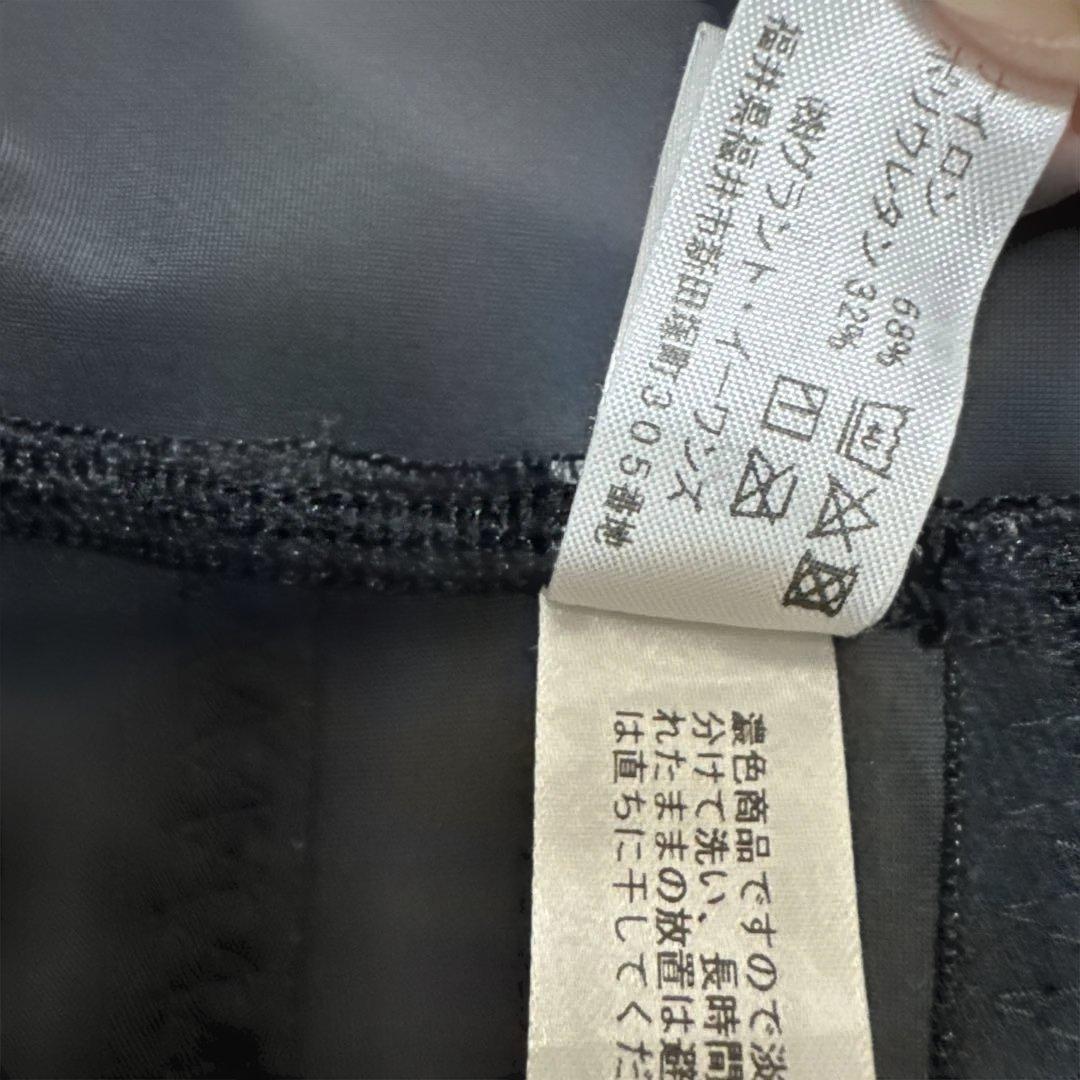 イロン 68%
ポリウレタン32%
㈱グラント・イーワンズ
福井県福井市新田塚町305番地
濃色商品ですので淡
分けて洗い、長時間
れたままの放置は避
は直ちに干してくだ